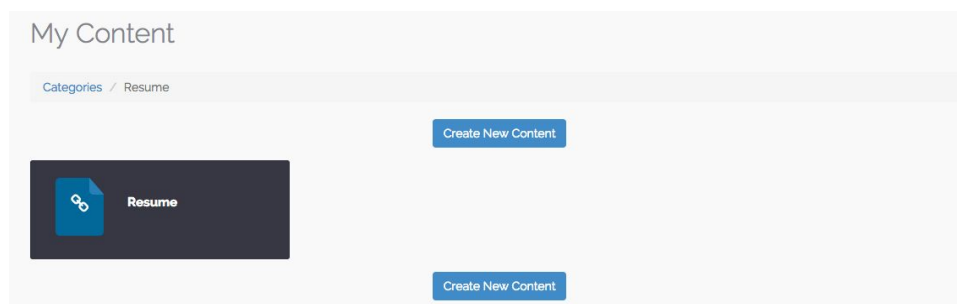 My Content
Categories / Resume
Create New Content
Resume
Create New Content